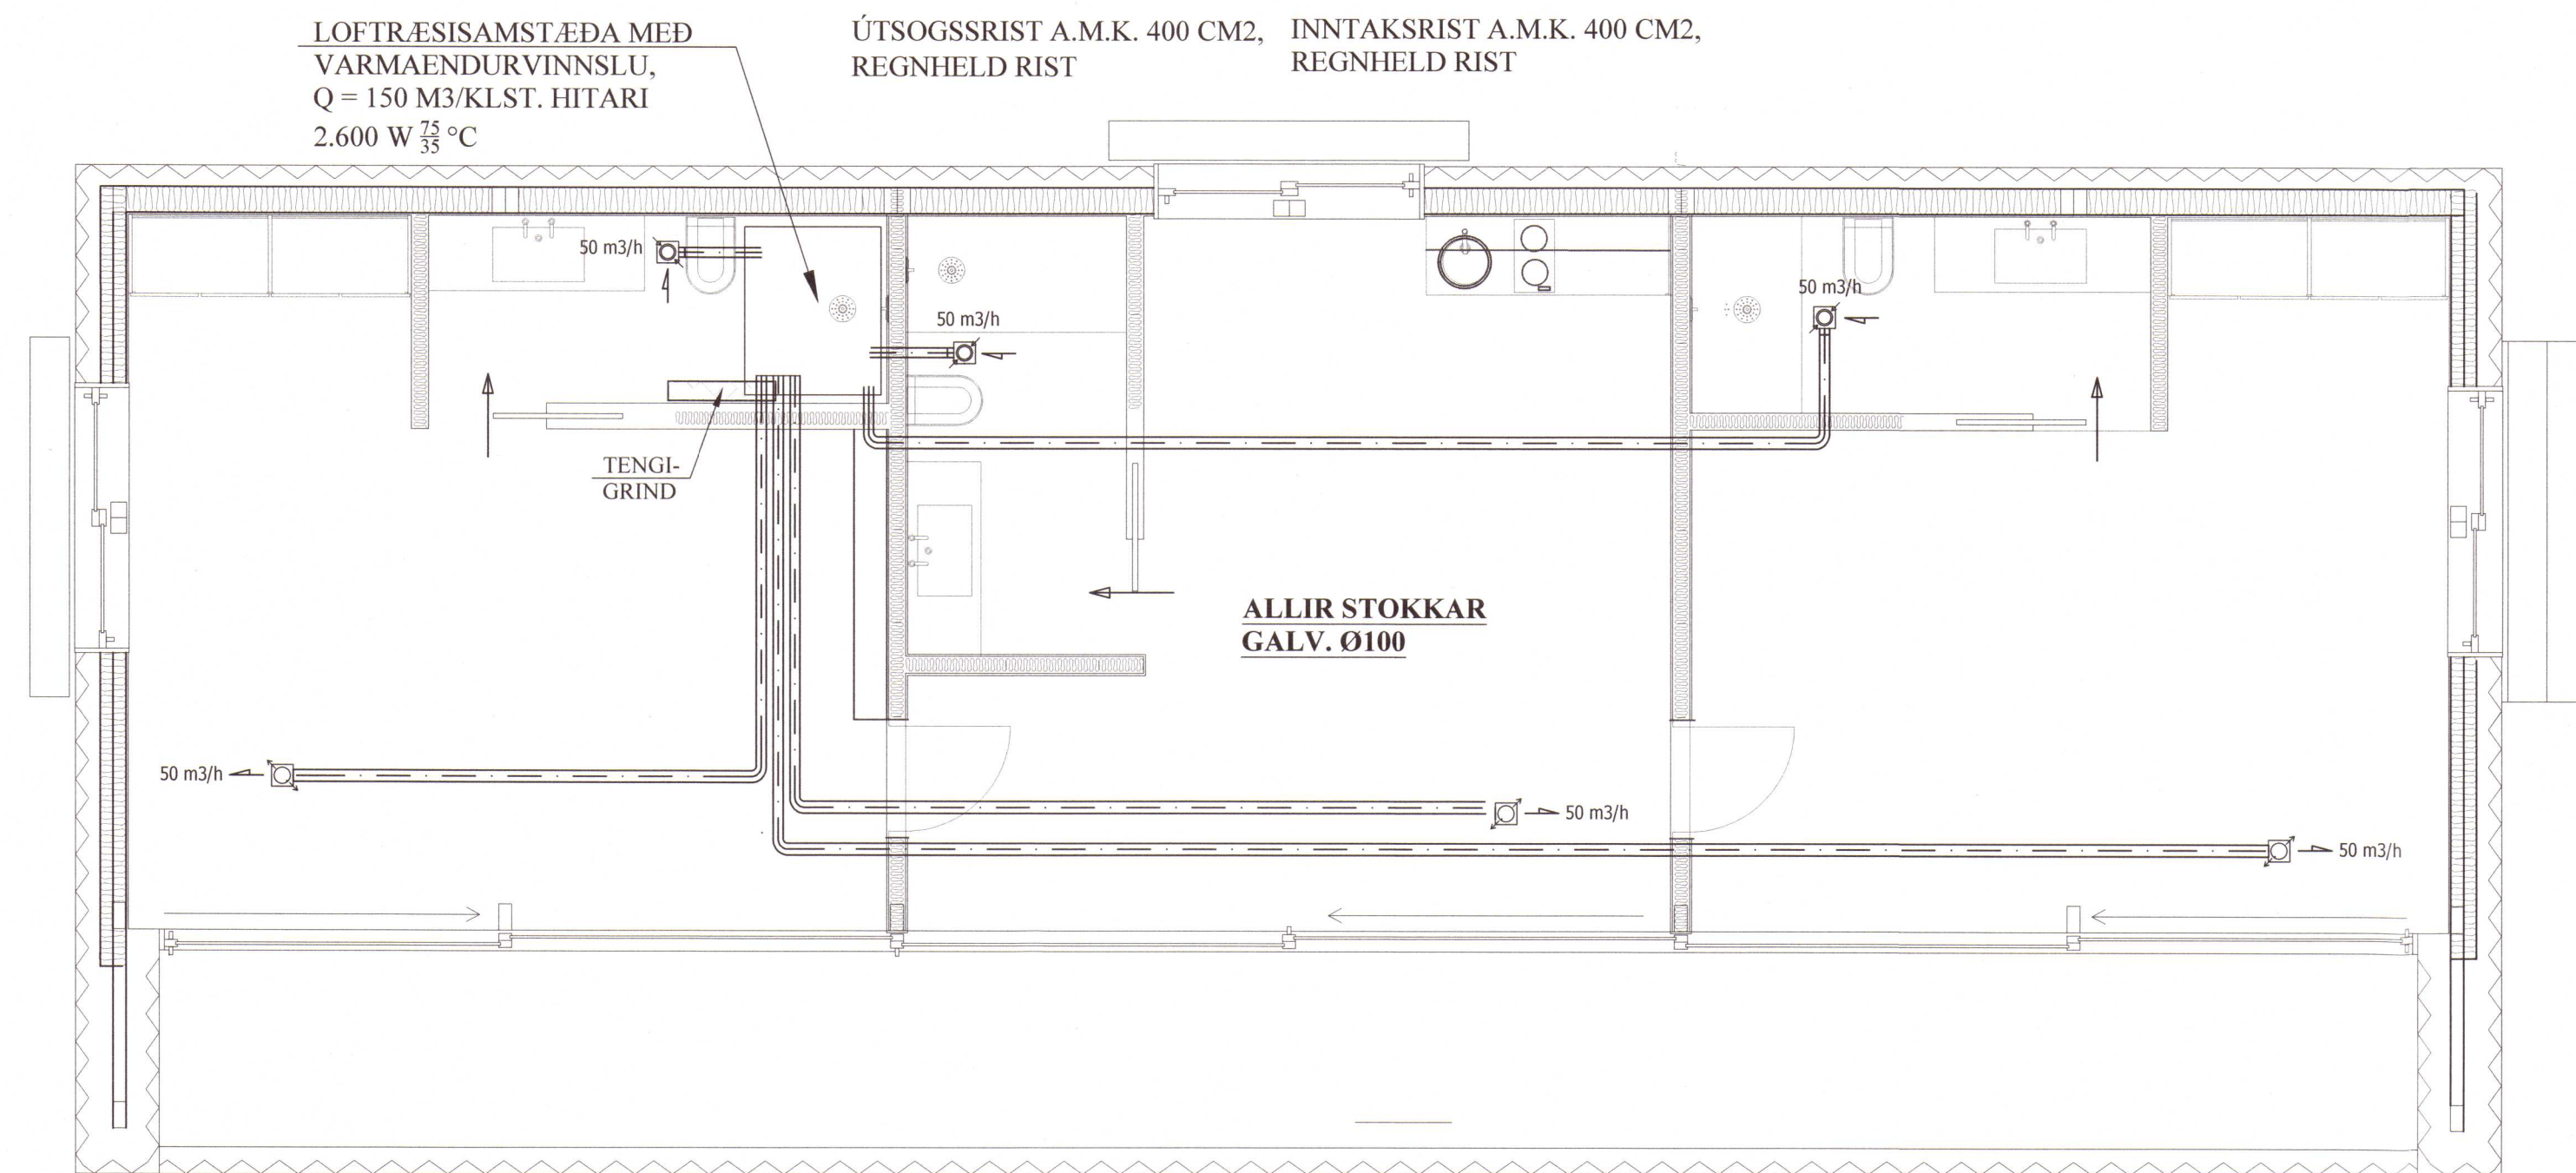 LOFTRÆSISAMSTÆÐA MEÐ
VARMAENDURVINNSLU,
Q = 150 M3/KLST. HITARI
2.600 W 75/35 °C
ÚTSOGSSRIST A.M.K. 400 CM2,
REGNHELD RIST
INNTAKSRIST A.M.K. 400 CM2,
REGNHELD RIST
50 m3/h
50 m3/h
50 m3/h
TENGI-
GRIND
ALLIR STOKKAR
GALV. Ø100
50 m3/h
50 m3/h
50 m3/h